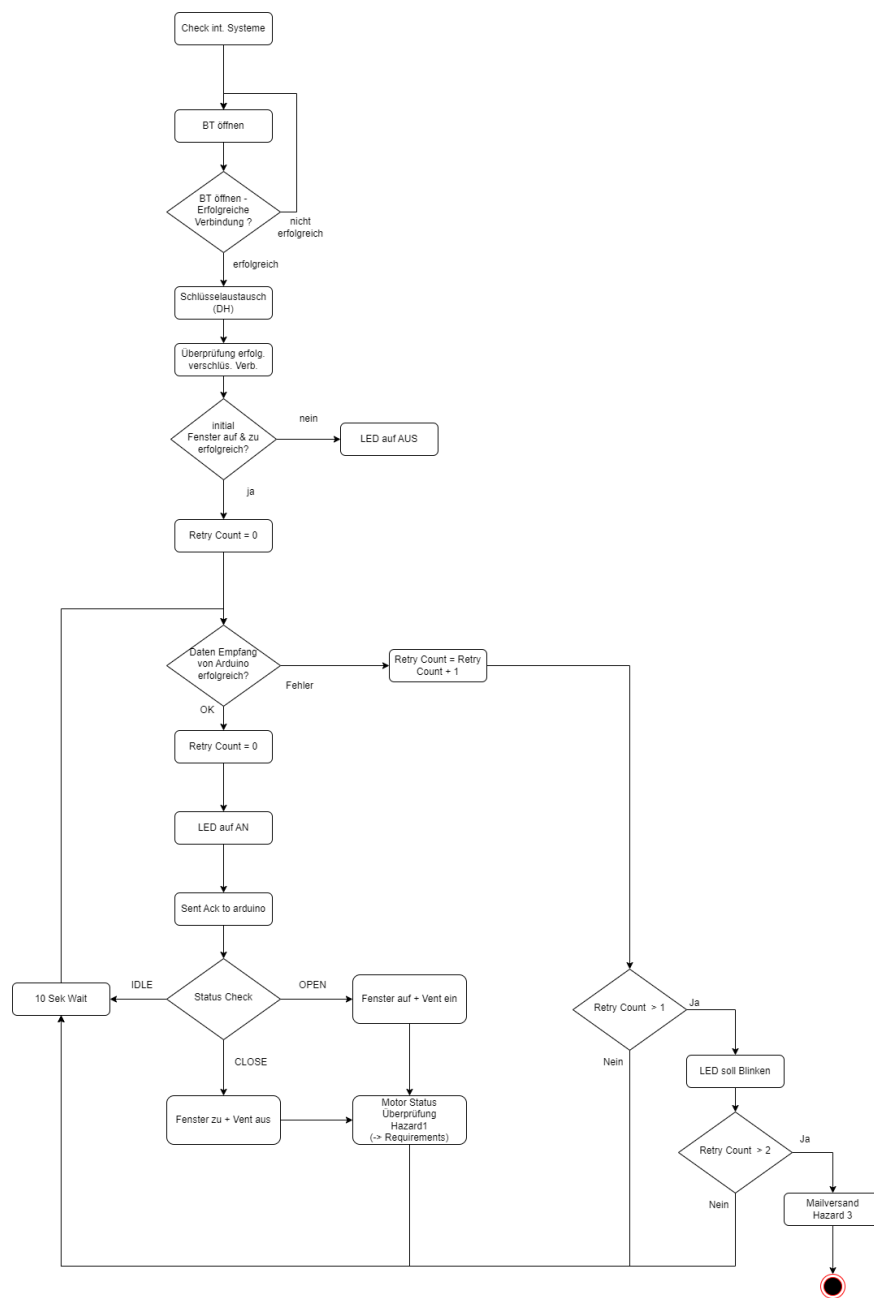 Check int. Systeme
BT öffnen
BT öffnen -
Erfolgreiche
Verbindung ?
nicht
erfolgreich
erfolgreich
Schlüsselaustausch
(DH)
Überprüfung erfolg.
verschlüs. Verb.
initial
Fenster auf & zu
erfolgreich?
nein
LED auf AUS
ja
Retry Count = 0
Daten Empfang
von Arduino
erfolgreich?
Fehler
Retry Count = Retry
Count + 1
OK
Retry Count = 0
LED auf AN
Sent Ack to arduino
Status Check
IDLE
10 Sek Wait
OPEN
Fenster auf + Vent ein
CLOSE
Fenster zu + Vent aus
Motor Status
Überprüfung
Hazard1
(-> Requirements)
Retry Count > 1
Ja
Nein
LED soll Blinken
Retry Count > 2
Ja
Nein
Mailversand
Hazard 3